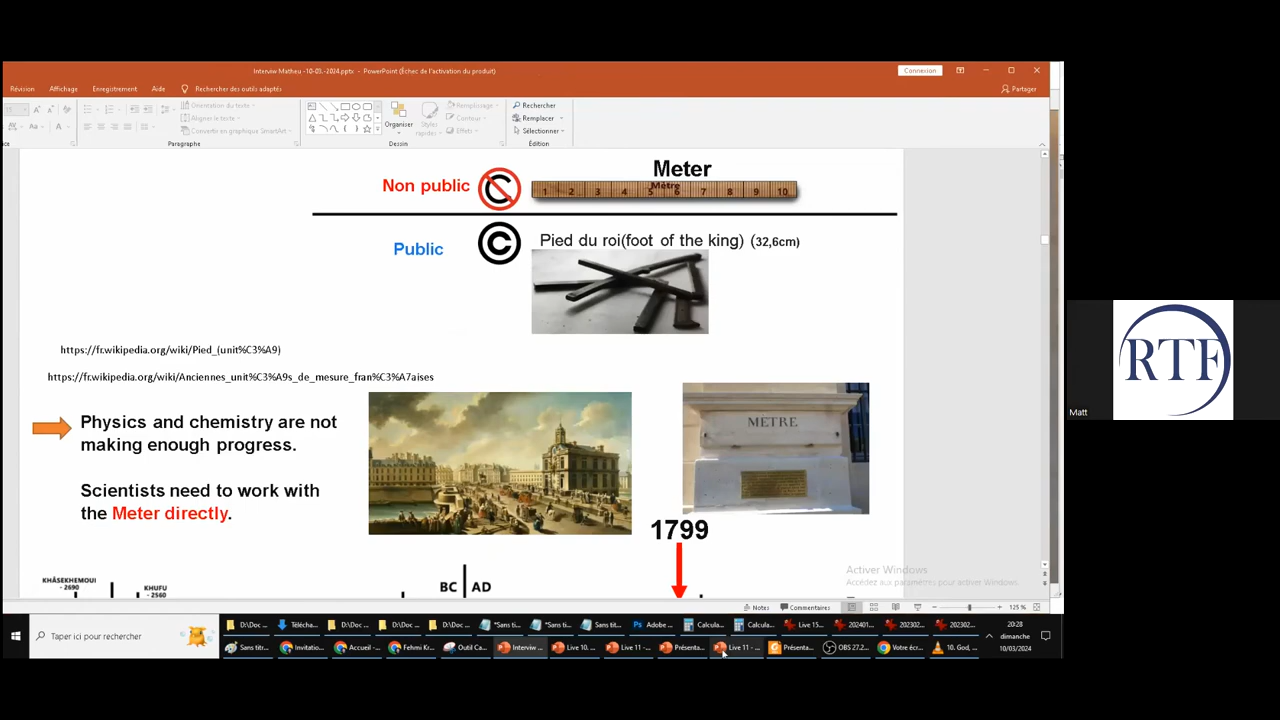 Interviw Matheu -10-03.-2024.pptx - PowerPoint (Échec de l'activation du produit)
Connexion
Révision Affichage Enregistrement Aide Rechercher des outils adaptés Partager
Orientation du texte
Aligner le texte
Convertir en graphique SmartArt
Organiser
Styles rapides
Remplissage
Contour
Effets
Rechercher
Remplacer
Sélectionner
Paragraphe Dessin Édition
Meter
Non public
Mètre
1 2 3 4 5 6 7 8 9 10
Public
Pied du roi(foot of the king) (32,6cm)
https://fr.wikipedia.org/wiki/Pied_(unit%C3%A9)
https://fr.wikipedia.org/wiki/Anciennes_unit%C3%A9s_de_mesure_fran%C3%A7aises
Physics and chemistry are not
making enough progress.
Scientists need to work with
the Meter directly.
MÈTRE
1799
KHÂSEKHEMOUI
- 2690
KHUFU
- 2560
BC AD
Activer Windows
Accédez aux paramètres pour activer Windows.
Notes Commentaires 125 %
Taper ici pour rechercher
D:\Doc ... Télécha... D:\Doc ... D:\Doc ... D:\Doc ... *Sans ti... *Sans ti... Sans tit... Adobe ... Calcula... Calcula... Live 15... 202401... 202302... 202302...
Sans titr... Invitatio... Accueil -... Fehmi Kr... Outil Ca... Interviw ... Live 10. ... Live 11 -... Présenta... Live 11 - ... Présenta... OBS 27.2... Votre écr... 10. God, ...
20:28
dimanche
10/03/2024
RTF
Matt